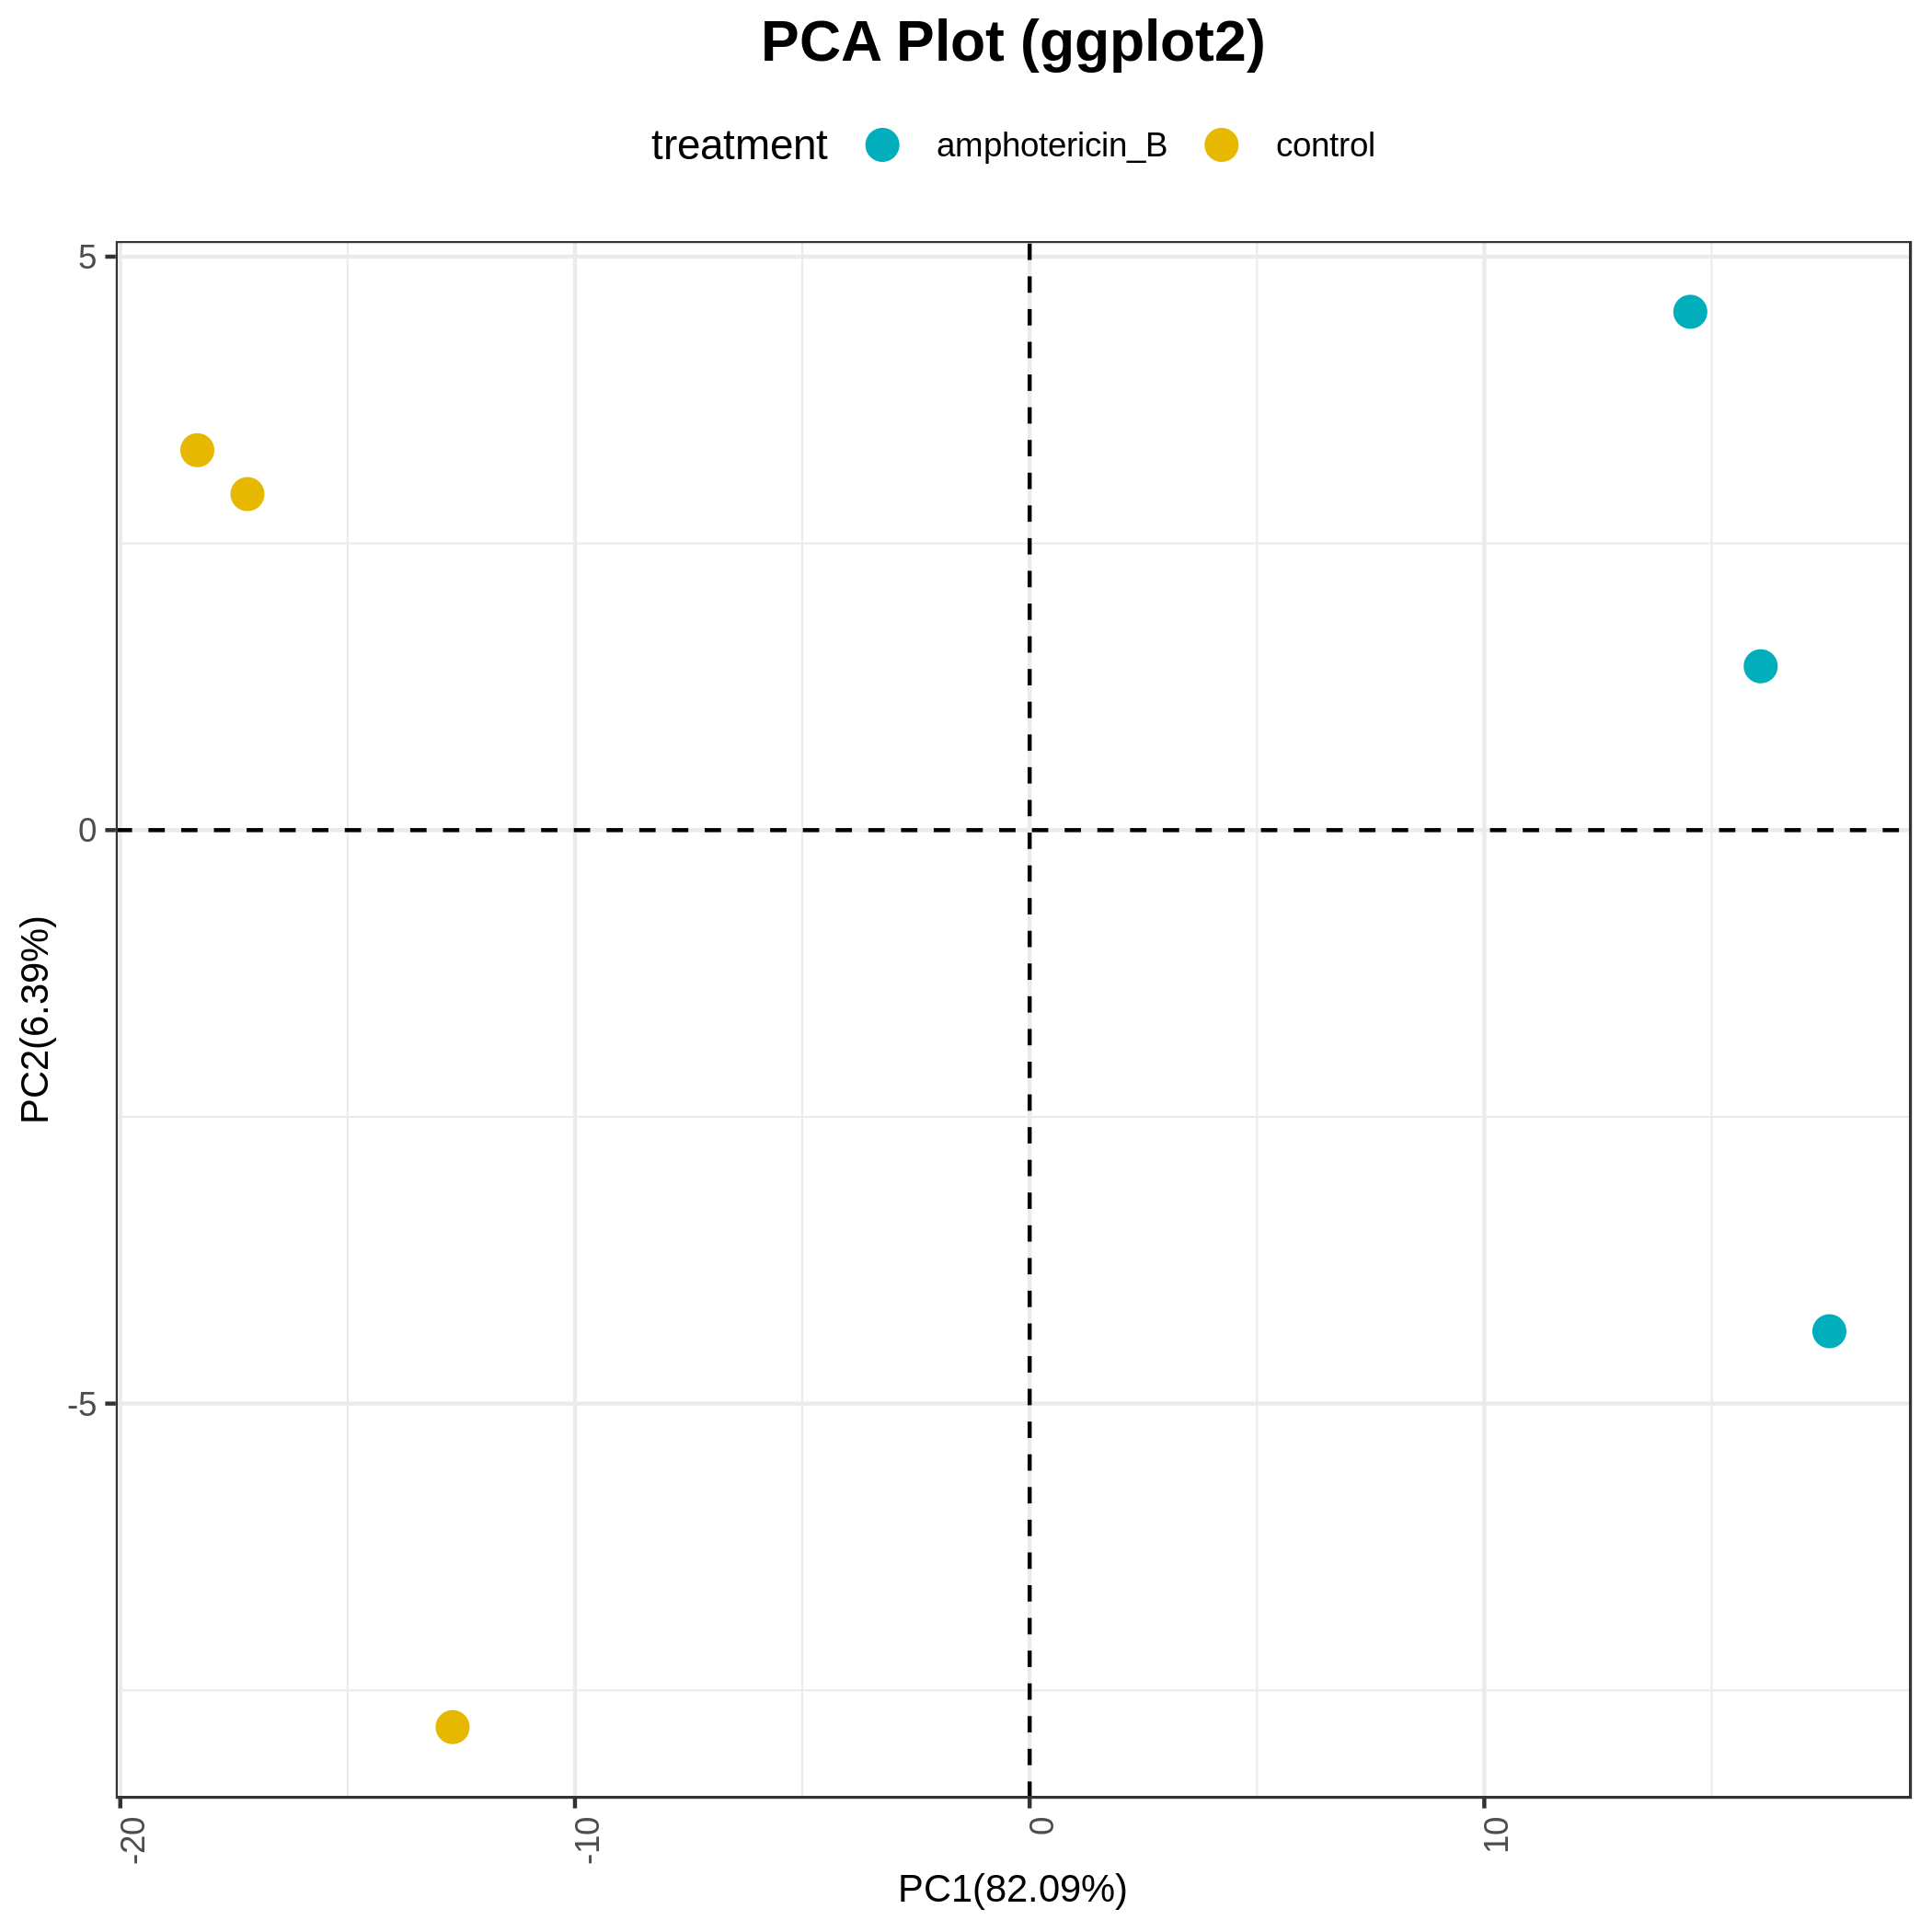 PCA Plot (ggplot2)
treatment amphotericin_B control
5
0
-5
PC2(6.39%)
-20 -10 0 10
PC1(82.09%)